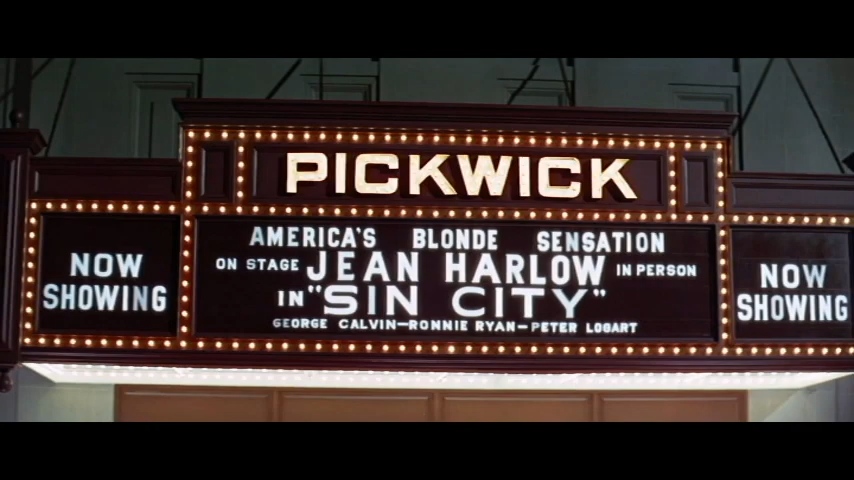 PICKWICK
AMERICA'S BLONDE SENSATION
ON STAGE JEAN HARLOW IN PERSON
IN "SIN CITY"
GEORGE CALVIN—RONNIE RYAN—PETER LOGART
NOW
SHOWING
NOW
SHOWING